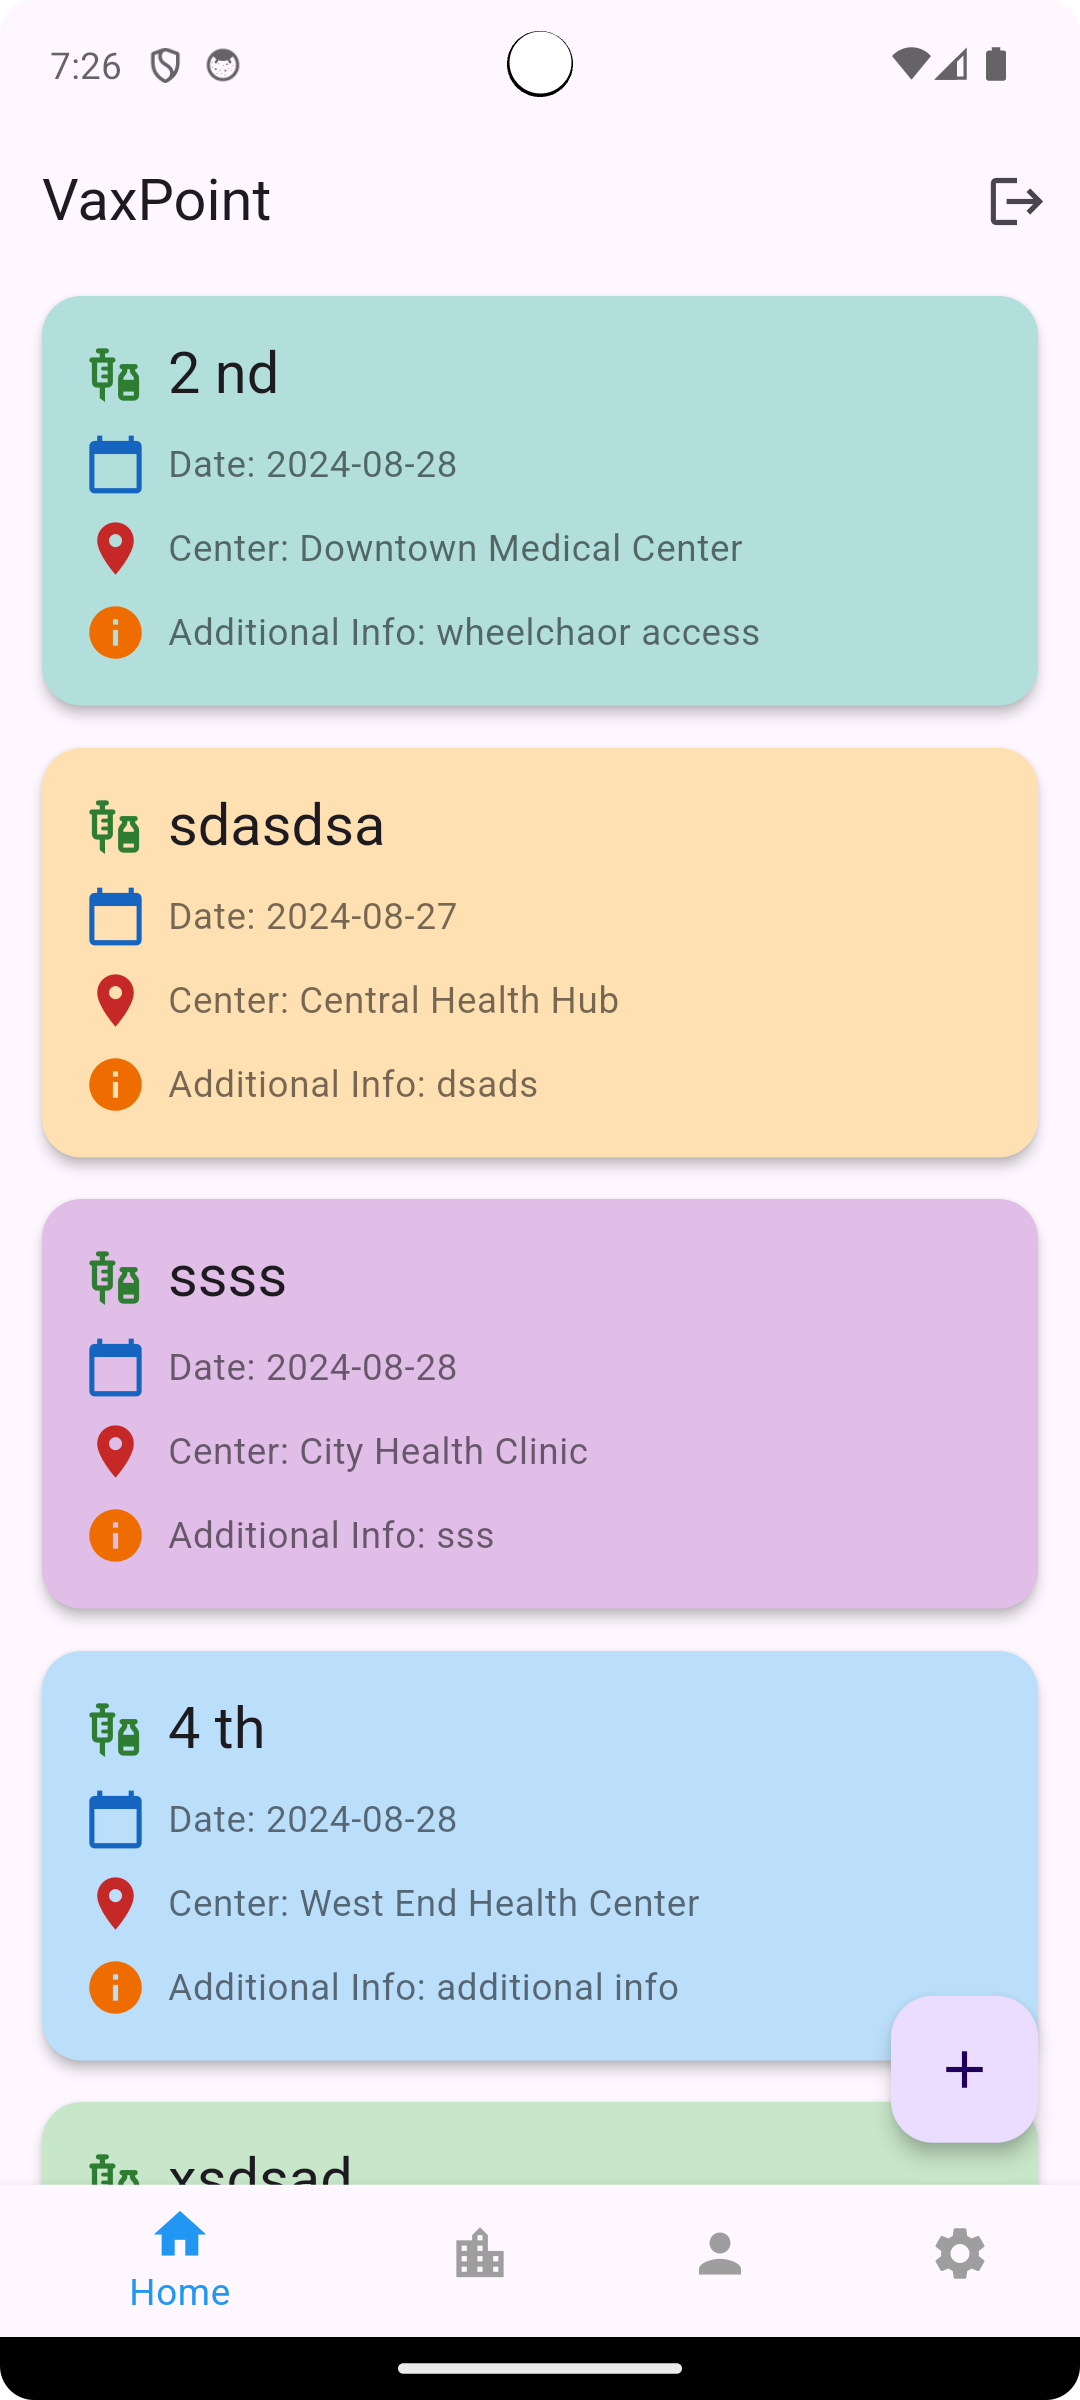 7:26
VaxPoint
2 nd
Date: 2024-08-28
Center: Downtown Medical Center
Additional Info: wheelchaor access
sdasdsa
Date: 2024-08-27
Center: Central Health Hub
Additional Info: dsads
ssss
Date: 2024-08-28
Center: City Health Clinic
Additional Info: sss
4 th
Date: 2024-08-28
Center: West End Health Center
Additional Info: additional info
xsdsad
Home